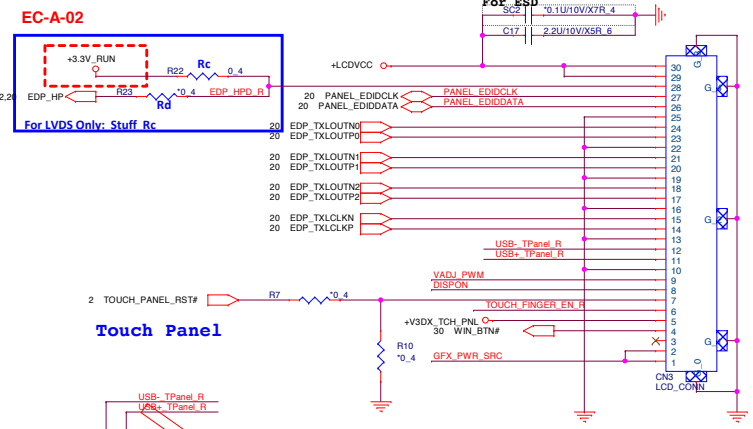 For ESD
EC-A-02
SC2 *0.1U/10V/X7R_4
C17 2.2U/10V/X5R_6
+3.3V_RUN
R22 Rc 0_4
+LCDVCC
2,20 EDP_HP R23 *0_4 EDP_HPD_R
Rd
For LVDS Only: Stuff Rc
20 PANEL_EDIDCLK PANEL_EDIDCLK
20 PANEL_EDIDDATA PANEL_EDIDDATA
20 EDP_TXLOUTN0
20 EDP_TXLOUTP0
20 EDP_TXLOUTN1
20 EDP_TXLOUTP1
20 EDP_TXLOUTN2
20 EDP_TXLOUTP2
20 EDP_TXLCLKN
20 EDP_TXLCLKP
USB-_TPanel_R
USB+_TPanel_R
VADJ_PWM
DISPON
2 TOUCH_PANEL_RST# R7 *0_4
TOUCH_FINGER_EN_R
+V3DX_TCH_PNL
30 WIN_BTN#
Touch Panel
R10
*0_4
GFX_PWR_SRC
30
29
28
27
26
25
24
23
22
21
20
19
18
17
16
15
14
13
12
11
10
9
8
7
6
5
4
3
2
1
G_
G_
G_
G_0
CN3
LCD_CONN
USB-_TPanel_R
USB+_TPanel_R